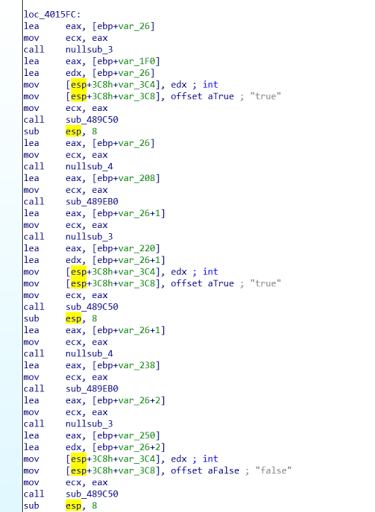 loc_4015FC:
lea eax, [ebp+var_26]
mov ecx, eax
call nullsub_3
lea eax, [ebp+var_1F0]
lea edx, [ebp+var_26]
mov [esp+3C8h+var_3C4], edx ; int
mov [esp+3C8h+var_3C8], offset aTrue ; "true"
mov ecx, eax
call sub_489C50
sub esp, 8
lea eax, [ebp+var_26]
mov ecx, eax
call nullsub_4
lea eax, [ebp+var_208]
mov ecx, eax
call sub_489EB0
lea eax, [ebp+var_26+1]
mov ecx, eax
call nullsub_3
lea eax, [ebp+var_220]
lea edx, [ebp+var_26+1]
mov [esp+3C8h+var_3C4], edx ; int
mov [esp+3C8h+var_3C8], offset aTrue ; "true"
mov ecx, eax
call sub_489C50
sub esp, 8
lea eax, [ebp+var_26+1]
mov ecx, eax
call nullsub_4
lea eax, [ebp+var_238]
mov ecx, eax
call sub_489EB0
lea eax, [ebp+var_26+2]
mov ecx, eax
call nullsub_3
lea eax, [ebp+var_250]
lea edx, [ebp+var_26+2]
mov [esp+3C8h+var_3C4], edx ; int
mov [esp+3C8h+var_3C8], offset aFalse ; "false"
mov ecx, eax
call sub_489C50
sub esp, 8